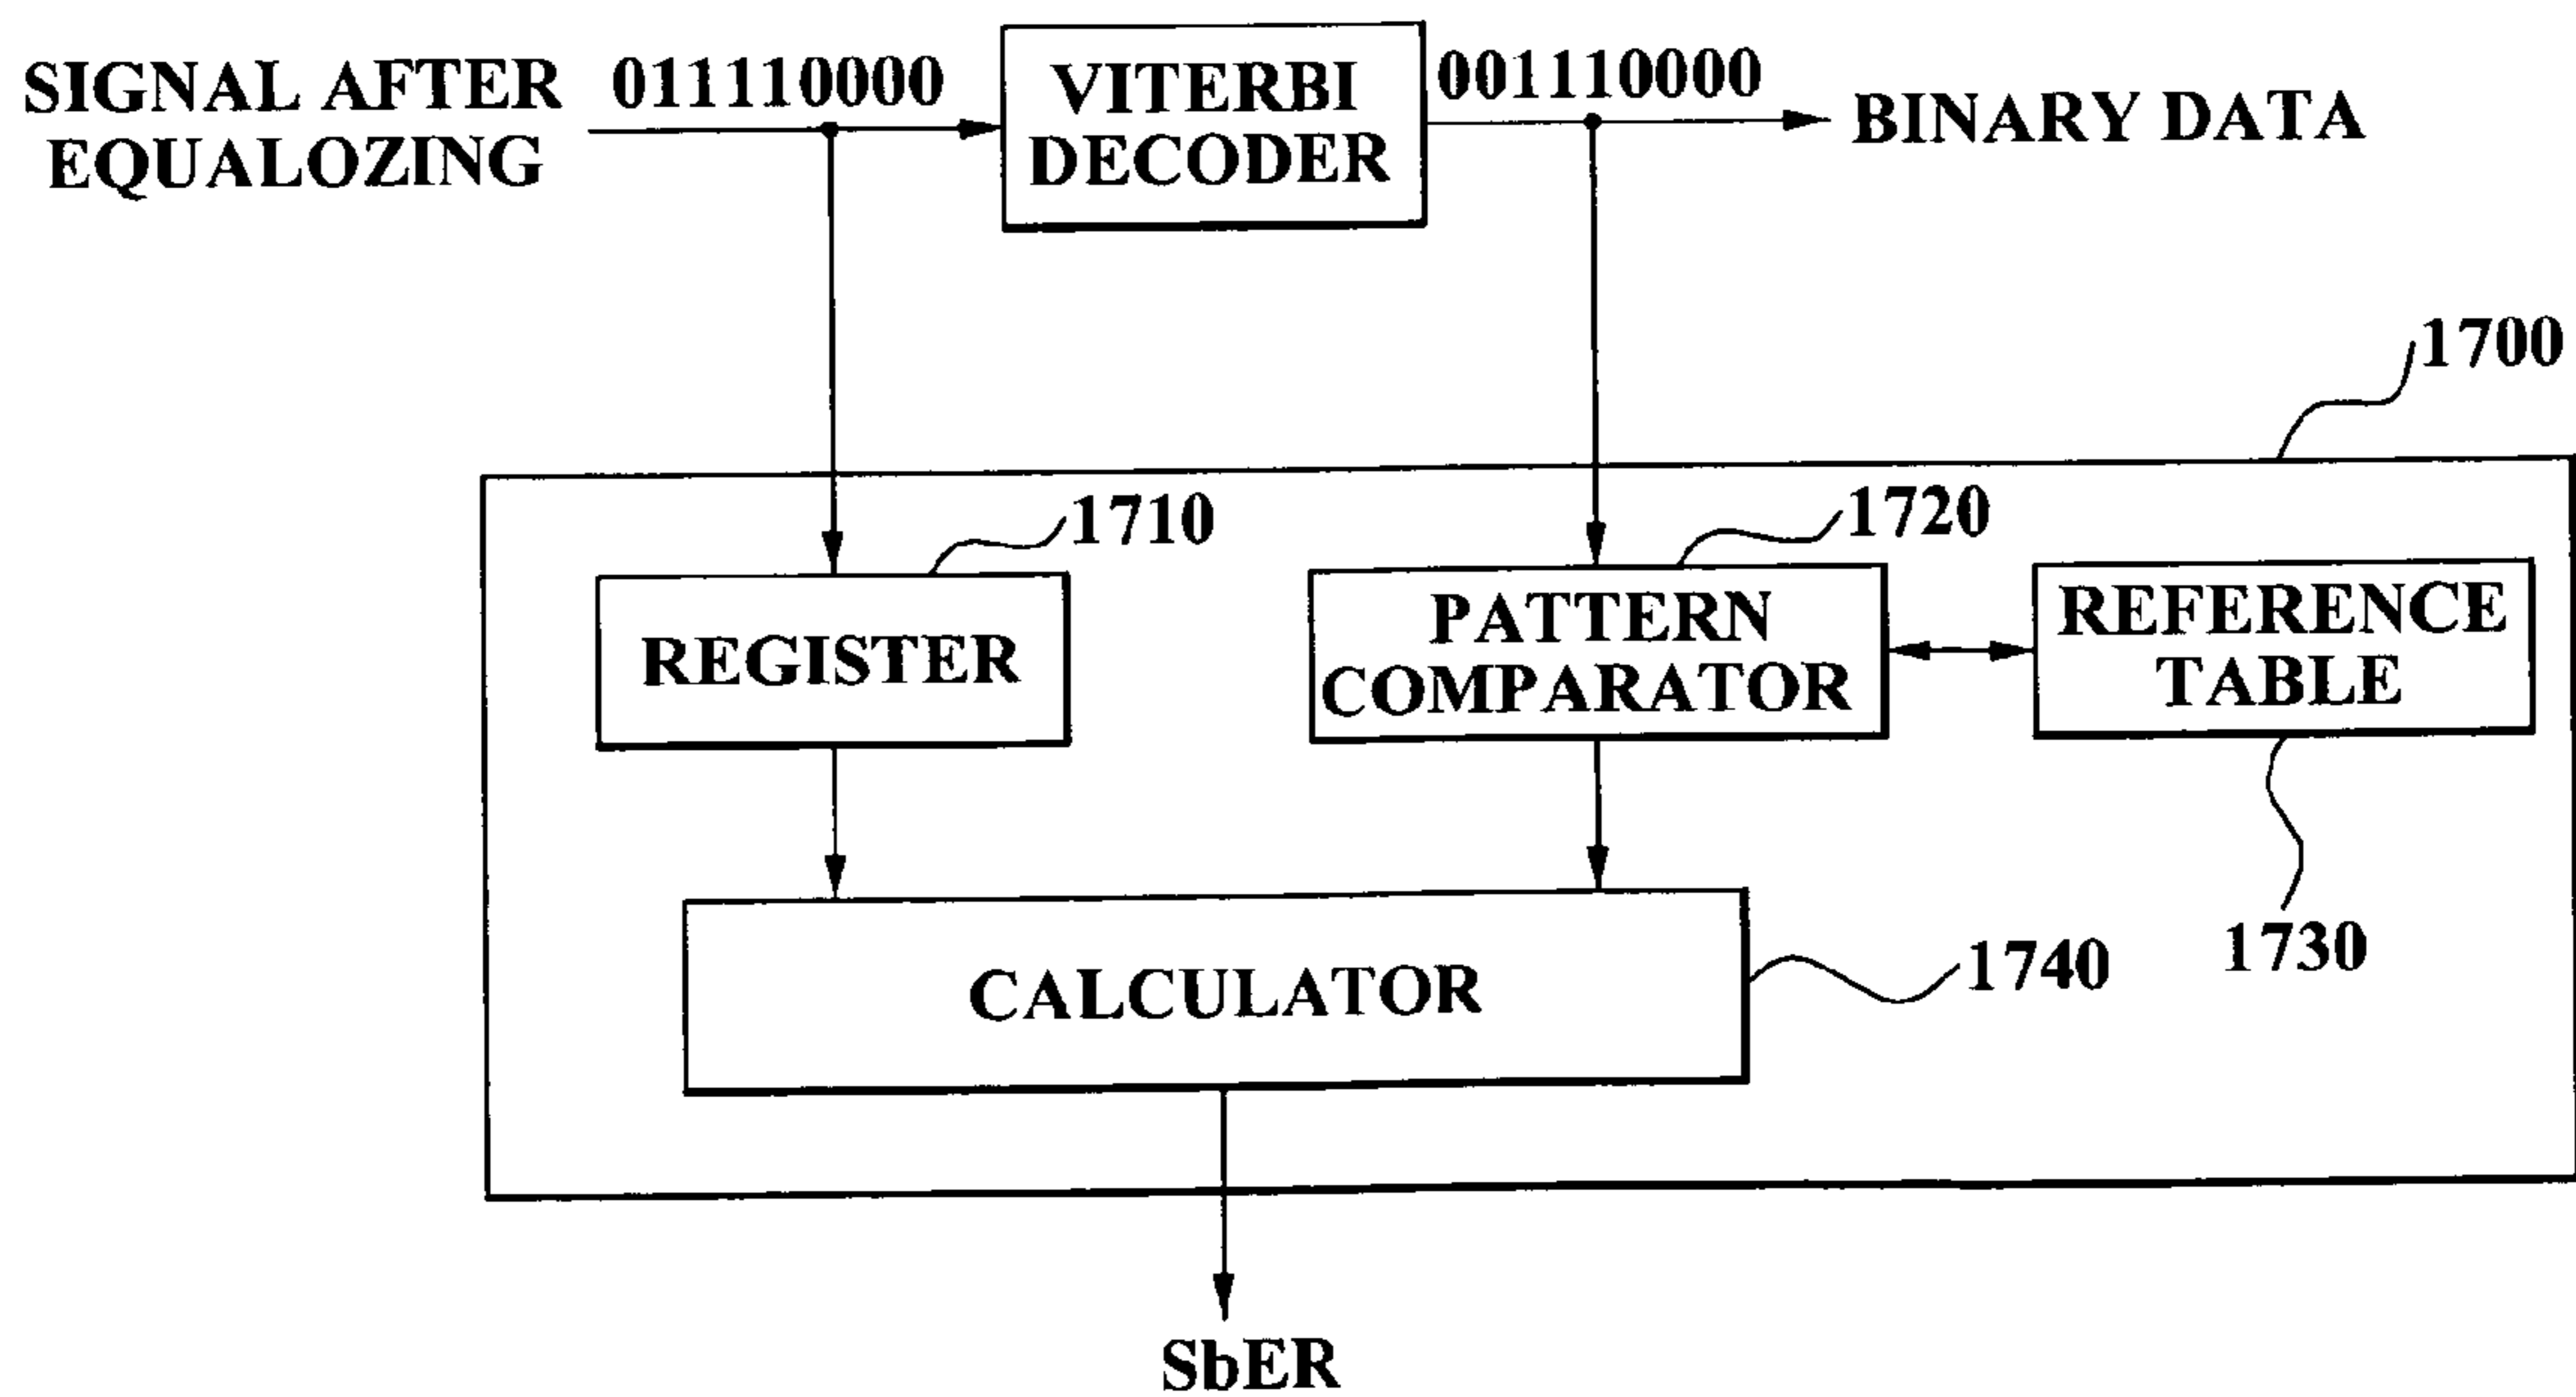 SIGNAL AFTER
EQUALOZING
011110000
VITERBI
DECODER
001110000
BINARY DATA
1700
1710
1720
REGISTER
PATTERN
COMPARATOR
REFERENCE
TABLE
1730
CALCULATOR
1740
SbER